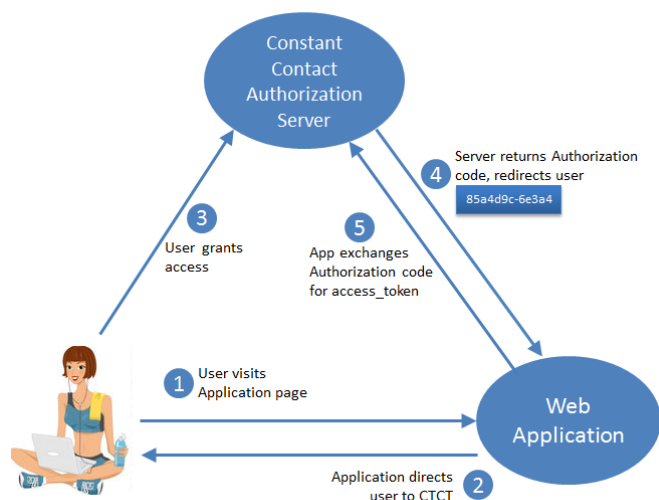 Constant
Contact
Authorization
Server
4
Server returns Authorization
code, redirects user
85a4d9c-6e3a4
3
User grants
access
5
App exchanges
Authorization code
for access_token
1
User visits
Application page
Web
Application
Application directs
user to CTCT
2